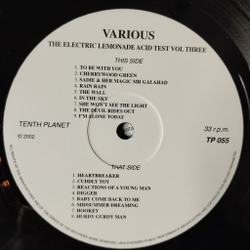 VARIOUS
THE ELECTRIC LEMONADE ACID TEST VOL THREE
THIS SIDE
1. TO BE WITH YOU
2. CHERRYWOOD GREEN
3. SADIE & HER MAGIC MR GALAHAD
4. RAIN RAIN
5. THE WALL
6. IN THE SKY
7. SHE WON'T SEE THE LIGHT
8. THE DEVIL RIDES OUT
9. I'M ALONE TODAY
TENTH PLANET
33 r.p.m.
© 2002
TP 055
THAT SIDE
1. HEARTBREAKER
2. CUDDLY TOY
3. REACTIONS OF A YOUNG MAN
4. DIGGER
5. BABY COME BACK TO ME
6. MIDSUMMER DREAMING
7. HOOKEY
8. HURDY GURDY MAN